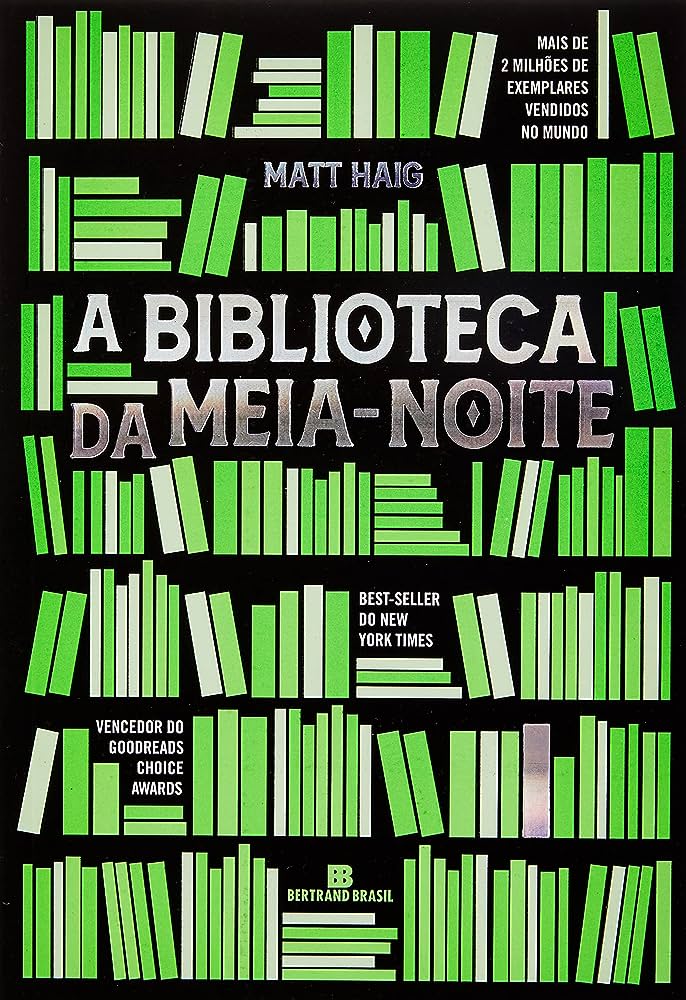 MAIS DE
2 MILHÕES DE
EXEMPLARES
VENDIDOS
NO MUNDO
MATT HAIG
A BIBLIOTECA
DA MEIA-NOITE
BEST-SELLER
DO NEW
YORK TIMES
VENCEDOR DO
GOODREADS
CHOICE
AWARDS
BB
BERTRAND BRASIL